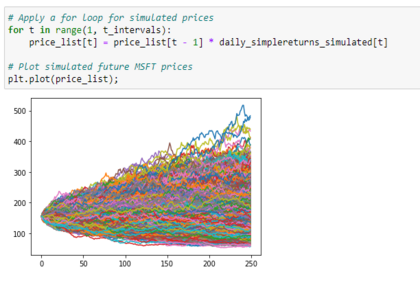 # Apply a for loop for simulated prices
for t in range(1, t_intervals):
    price_list[t] = price_list[t - 1] * daily_simplereturns_simulated[t]
# Plot simulated future MSFT prices
plt.plot(price_list);
500
400
300
200
100
0 50 100 150 200 250